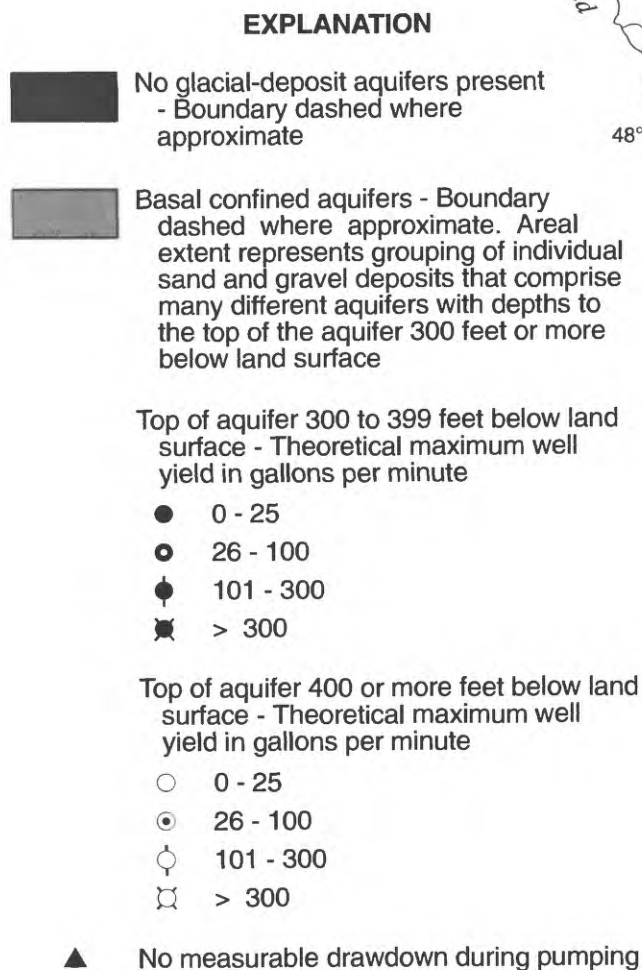 EXPLANATION
d
48°
No glacial-deposit aquifers present
- Boundary dashed where
approximate
Basal confined aquifers - Boundary
dashed where approximate. Areal
extent represents grouping of individual
sand and gravel deposits that comprise
many different aquifers with depths to
the top of the aquifer 300 feet or more
below land surface
Top of aquifer 300 to 399 feet below land
surface - Theoretical maximum well
yield in gallons per minute
0 - 25
26 - 100
101 - 300
> 300
Top of aquifer 400 or more feet below land
surface - Theoretical maximum well
yield in gallons per minute
0 - 25
26 - 100
101 - 300
> 300
No measurable drawdown during pumping